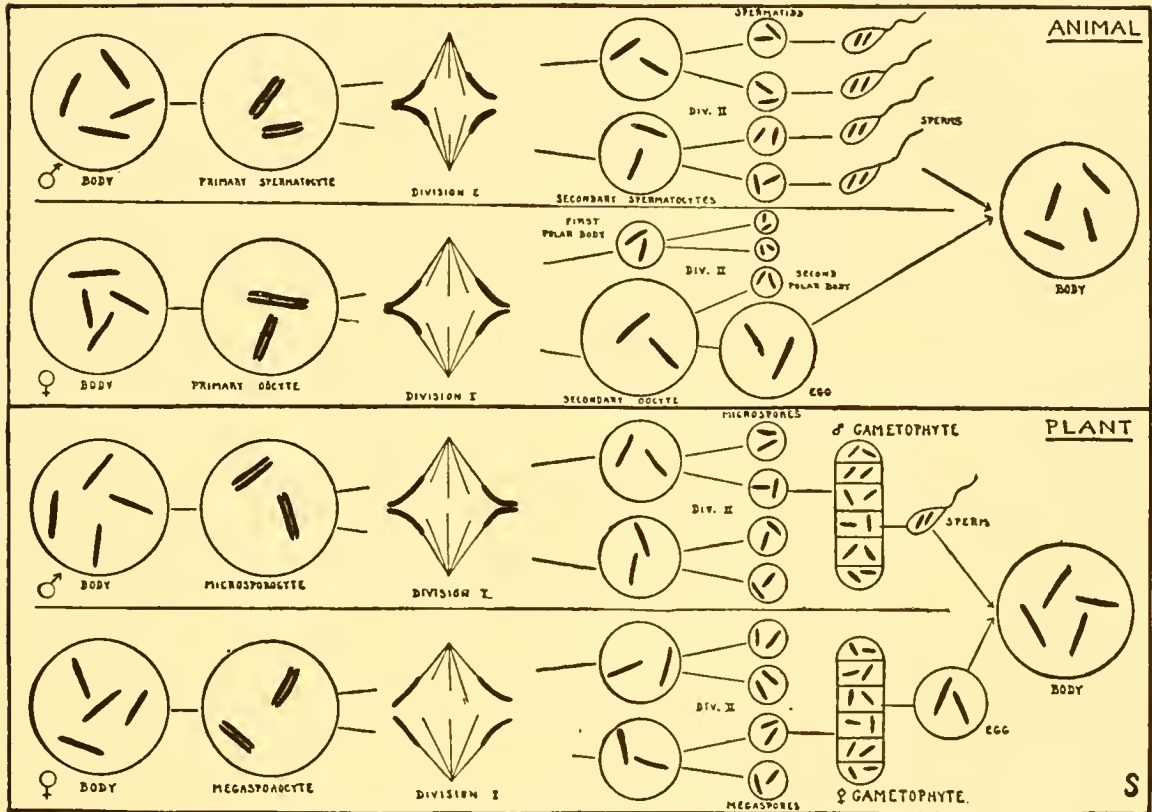 ANIMAL
SPERMATIDS
DIV. II
SPERMS
♂ BODY
PRIMARY SPERMATOCYTE
DIVISION I
SECONDARY SPERMATOCYTES
FIRST
POLAR BODY
DIV. II
SECOND
POLAR BODY
BODY
♀ BODY
PRIMARY OOCYTE
DIVISION I
SECONDARY OOCYTE
EGG
PLANT
MICROSPORES
♂ GAMETOPHYTE
DIV. II
SPERM
♂ BODY
MICROSPOROCYTE
DIVISION I
DIV. II
BODY
EGG
♀ BODY
MEGASPOROCYTE
DIVISION I
MEGASPORES
♀ GAMETOPHYTE.
S